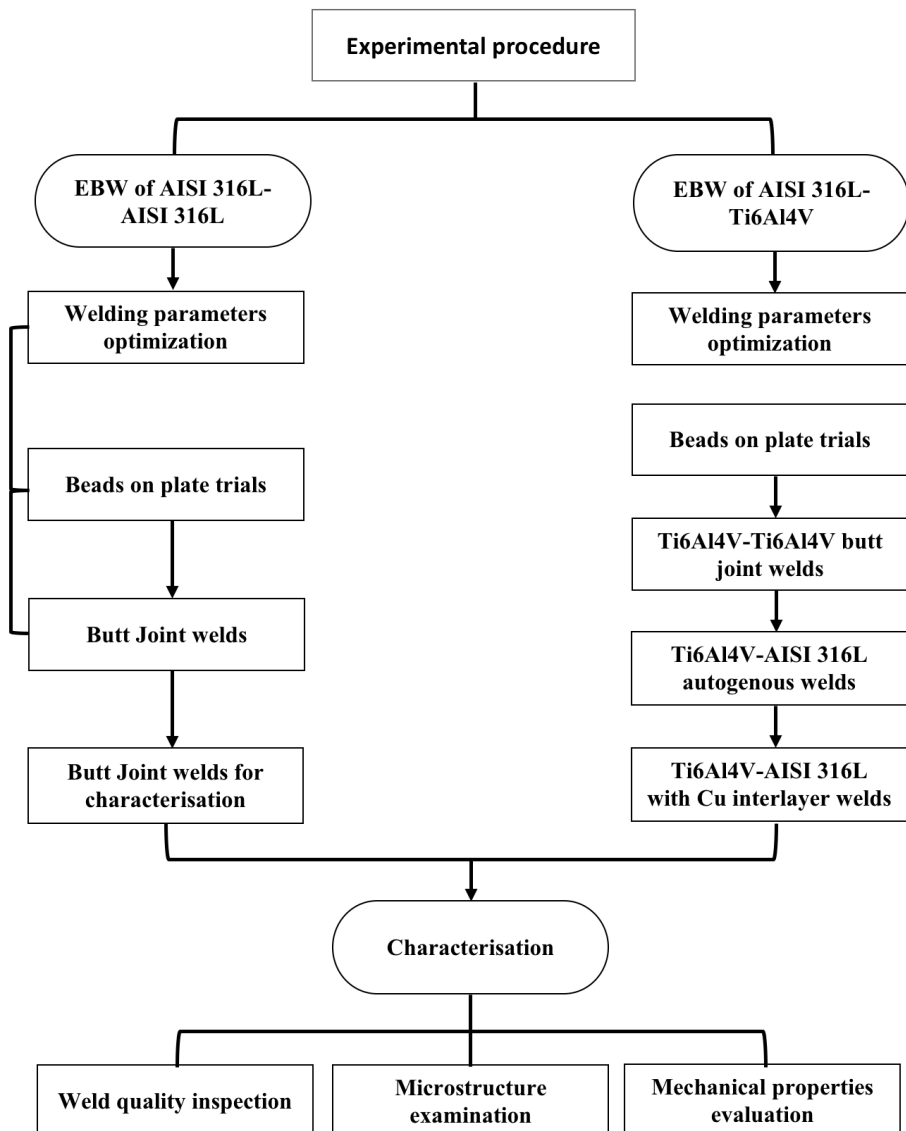 Experimental procedure
EBW of AISI 316L-
AISI 316L
Welding parameters
optimization
Beads on plate trials
Butt Joint welds
Butt Joint welds for
characterisation
EBW of AISI 316L-
Ti6Al4V
Welding parameters
optimization
Beads on plate trials
Ti6Al4V-Ti6Al4V butt
joint welds
Ti6Al4V-AISI 316L
autogenous welds
Ti6Al4V-AISI 316L
with Cu interlayer welds
Characterisation
Weld quality inspection
Microstructure
examination
Mechanical properties
evaluation